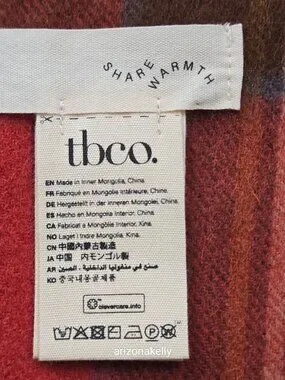 SHARE WARMTH
tbco.
EN Made in Inner Mongolia, China.
FR Fabriqué en Mongolie Intérieure, Chine.
DE Hergestellt in der inneren Mongolei, China.
ES Hecho en Mongolia Interior, China.
CA Fabricat a Mongòlia Interior, Xina.
NO Laget i Indre Mongolia, Kina.
CN 中國內蒙古製造
JA 中国 内モンゴル製
AR صنع في منغوليا الداخلية ، الصين
KO 중국내몽골제품
clevercare.info
P
arizonakelly